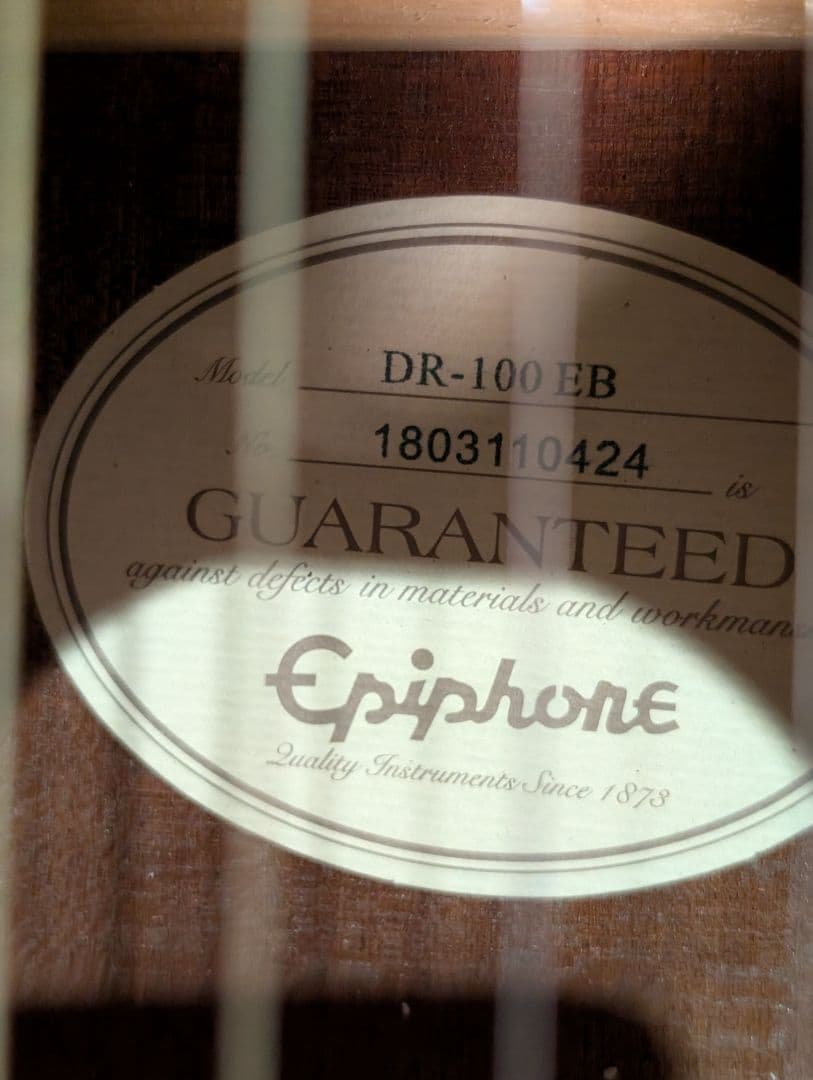 Model DR-100 EB
No 1803110424 is
GUARANTEED
against defects in materials and workman
Epiphone
Quality Instruments Since 1873